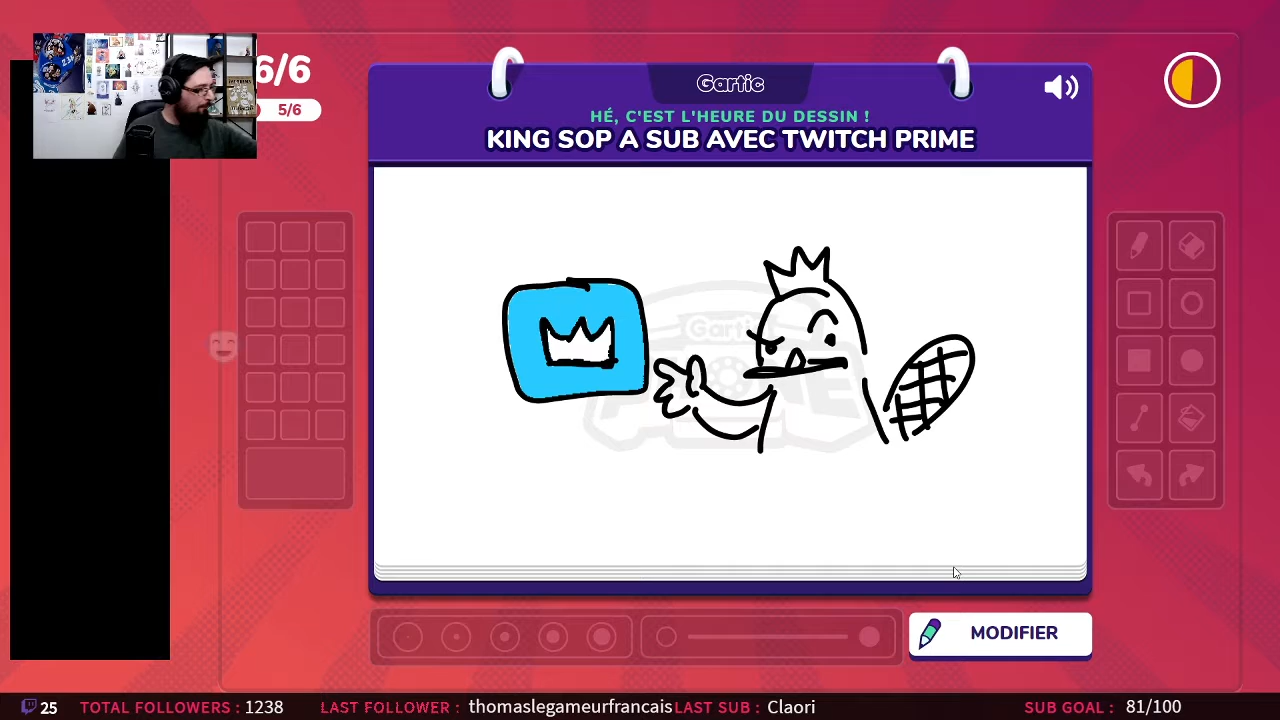 6/6
5/6
Gartic
HÉ, C'EST L'HEURE DU DESSIN !
KING SOP A SUB AVEC TWITCH PRIME
MODIFIER
25 TOTAL FOLLOWERS : 1238 LAST FOLLOWER : thomaslegameurfrancais LAST SUB : Claori SUB GOAL : 81/100